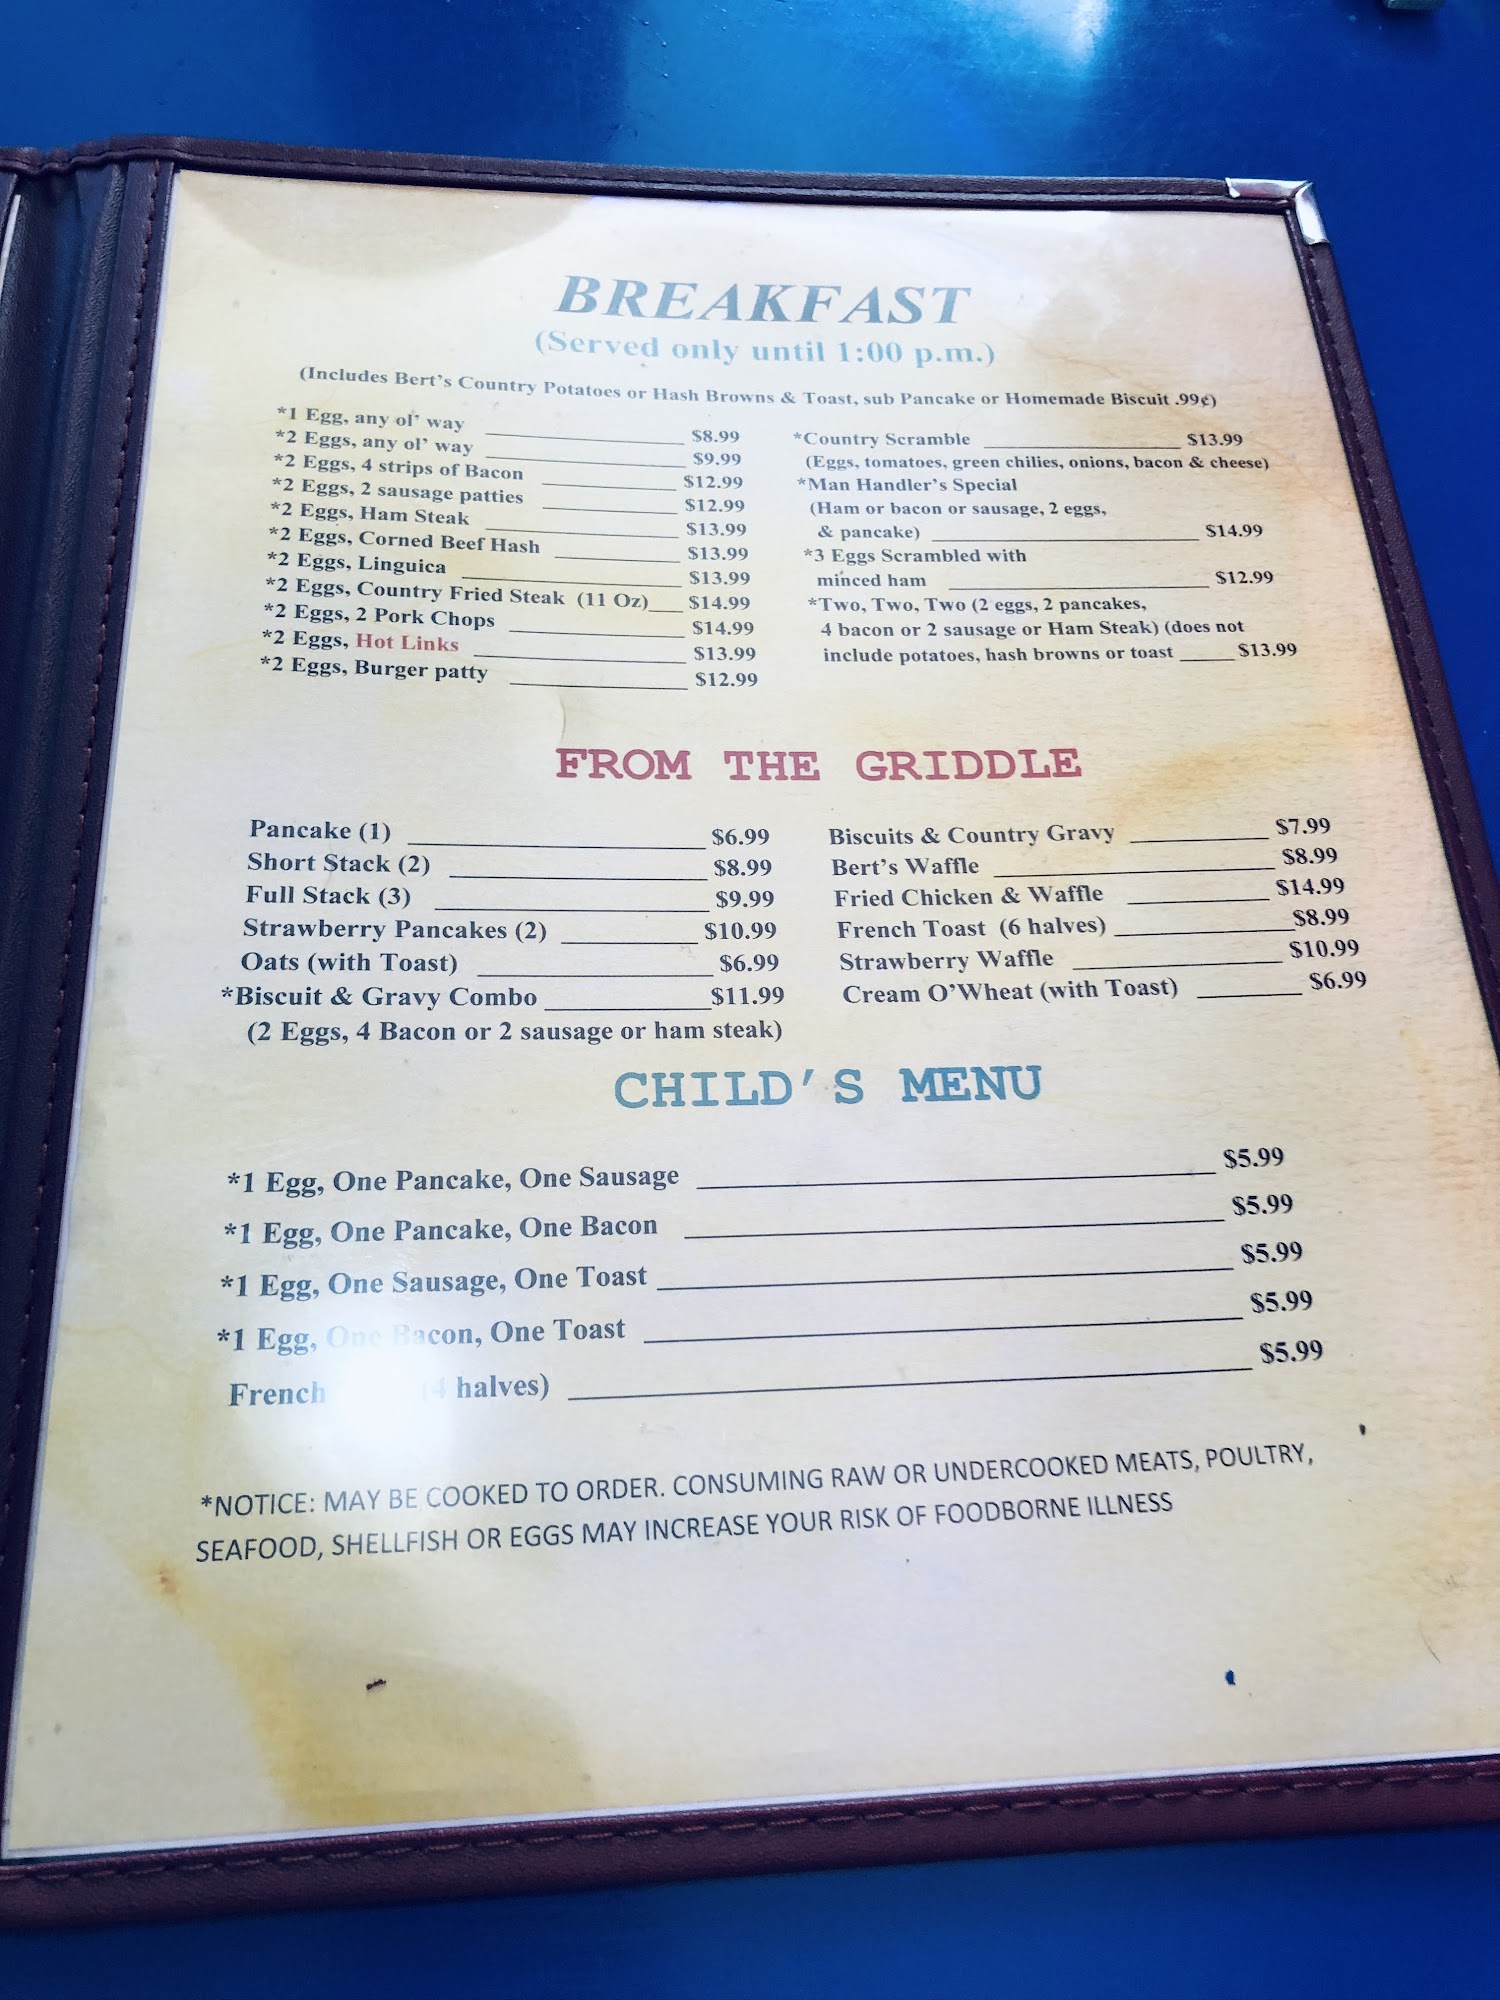 BREAKFAST
(Served only until 1:00 p.m.)
(Includes Bert's Country Potatoes or Hash Browns & Toast, sub Pancake or Homemade Biscuit .99¢)
*1 Egg, any ol' way $8.99
*2 Eggs, any ol' way $9.99
*2 Eggs, 4 strips of Bacon $12.99
*2 Eggs, 2 sausage patties $12.99
*2 Eggs, Ham Steak $13.99
*2 Eggs, Corned Beef Hash $13.99
*2 Eggs, Linguica $13.99
*2 Eggs, Country Fried Steak (11 Oz) $14.99
*2 Eggs, 2 Pork Chops $14.99
*2 Eggs, Hot Links $13.99
*2 Eggs, Burger patty $12.99
*Country Scramble $13.99
(Eggs, tomatoes, green chilies, onions, bacon & cheese)
*Man Handler's Special
(Ham or bacon or sausage, 2 eggs,
& pancake) $14.99
*3 Eggs Scrambled with
minced ham $12.99
*Two, Two, Two (2 eggs, 2 pancakes,
4 bacon or 2 sausage or Ham Steak) (does not
include potatoes, hash browns or toast $13.99
FROM THE GRIDDLE
Pancake (1) $6.99
Short Stack (2) $8.99
Full Stack (3) $9.99
Strawberry Pancakes (2) $10.99
Oats (with Toast) $6.99
*Biscuit & Gravy Combo $11.99
(2 Eggs, 4 Bacon or 2 sausage or ham steak)
Biscuits & Country Gravy $7.99
Bert's Waffle $8.99
Fried Chicken & Waffle $14.99
French Toast (6 halves) $8.99
Strawberry Waffle $10.99
Cream O'Wheat (with Toast) $6.99
CHILD'S MENU
*1 Egg, One Pancake, One Sausage $5.99
*1 Egg, One Pancake, One Bacon $5.99
*1 Egg, One Sausage, One Toast $5.99
*1 Egg, One Bacon, One Toast $5.99
French (4 halves) $5.99
*NOTICE: MAY BE COOKED TO ORDER. CONSUMING RAW OR UNDERCOOKED MEATS, POULTRY,
SEAFOOD, SHELLFISH OR EGGS MAY INCREASE YOUR RISK OF FOODBORNE ILLNESS